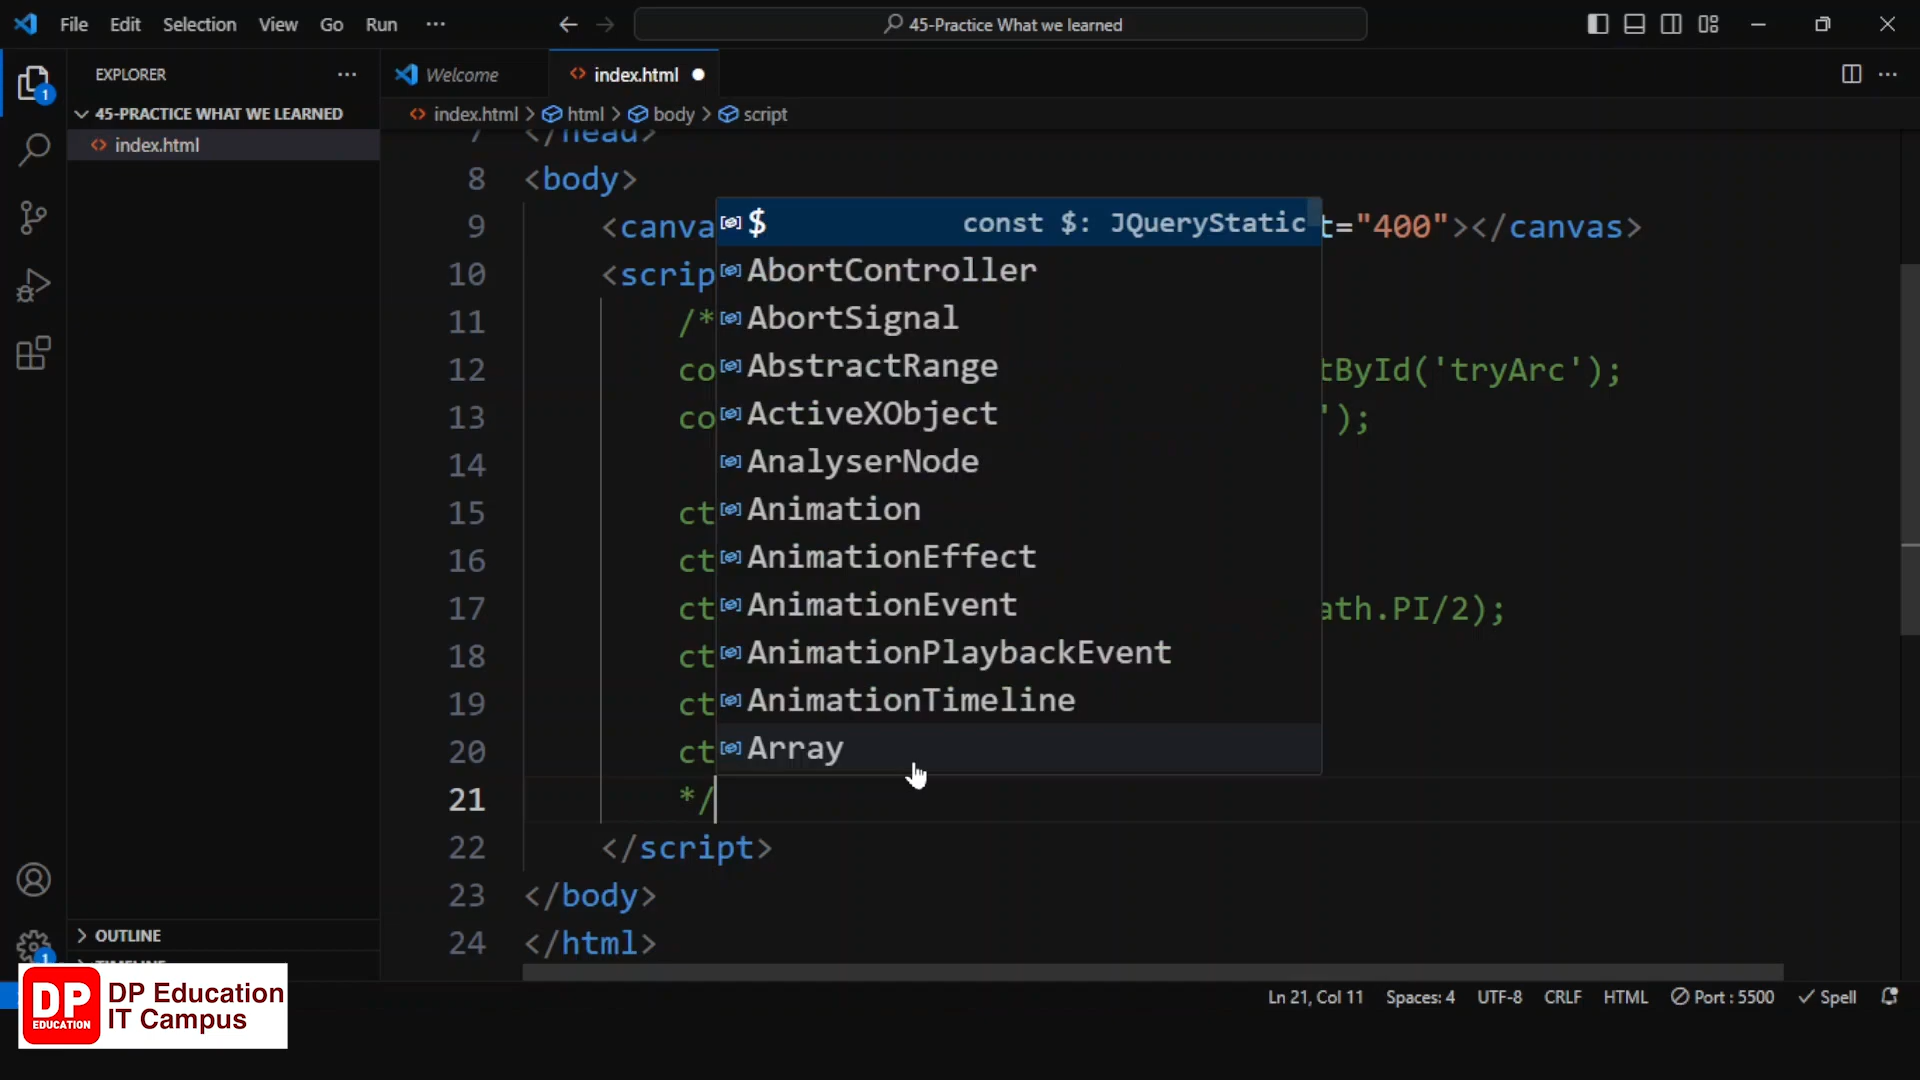 File Edit Selection View Go Run ···
45-Practice What we learned
EXPLORER ···
1
45-PRACTICE WHAT WE LEARNED
index.html
Welcome
index.html
index.html > html > body > script
7 </head>
8 <body>
9 <canva t="400"></canvas>
10 <scrip
11 /*
12 co tById('tryArc');
13 co ');
14
15 ct
16 ct
17 ct ath.PI/2);
18 ct
19 ct
20 ct
21 */
22 </script>
23 </body>
24 </html>
$ const $: JQueryStatic
AbortController
AbortSignal
AbstractRange
ActiveXObject
AnalyserNode
Animation
AnimationEffect
AnimationEvent
AnimationPlaybackEvent
AnimationTimeline
Array
OUTLINE
TIMELINE
1
DP EDUCATION
DP Education
IT Campus
Ln 21, Col 11 Spaces: 4 UTF-8 CRLF HTML Port : 5500 Spell